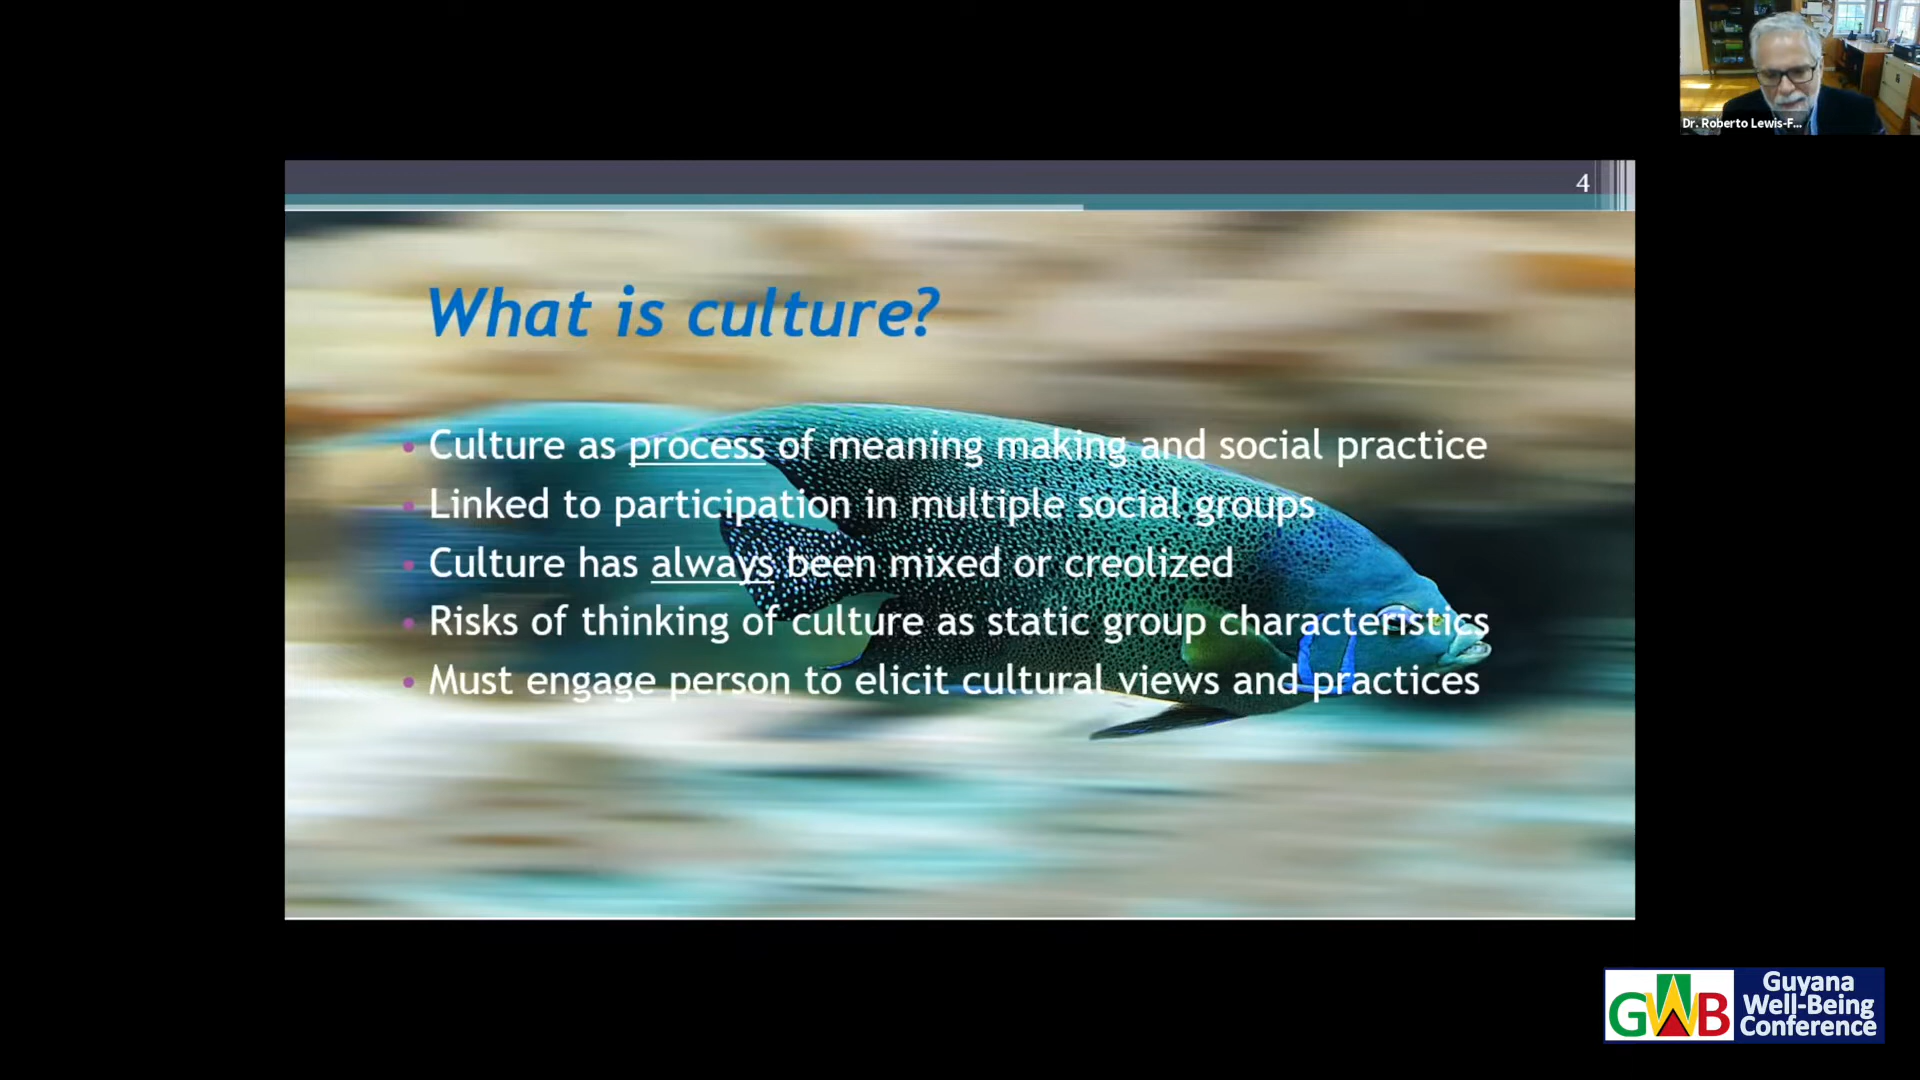 Dr. Roberto Lewis-F...
4
What is culture?
• Culture as process of meaning making and social practice
• Linked to participation in multiple social groups
• Culture has always been mixed or creolized
• Risks of thinking of culture as static group characteristics
• Must engage person to elicit cultural views and practices
GWB
Guyana
Well-Being
Conference